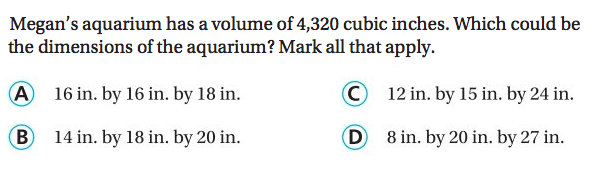 Megan's aquarium has a volume of 4,320 cubic inches. Which could be
the dimensions of the aquarium? Mark all that apply.
A 16 in. by 16 in. by 18 in.
C 12 in. by 15 in. by 24 in.
B 14 in. by 18 in. by 20 in.
D 8 in. by 20 in. by 27 in.